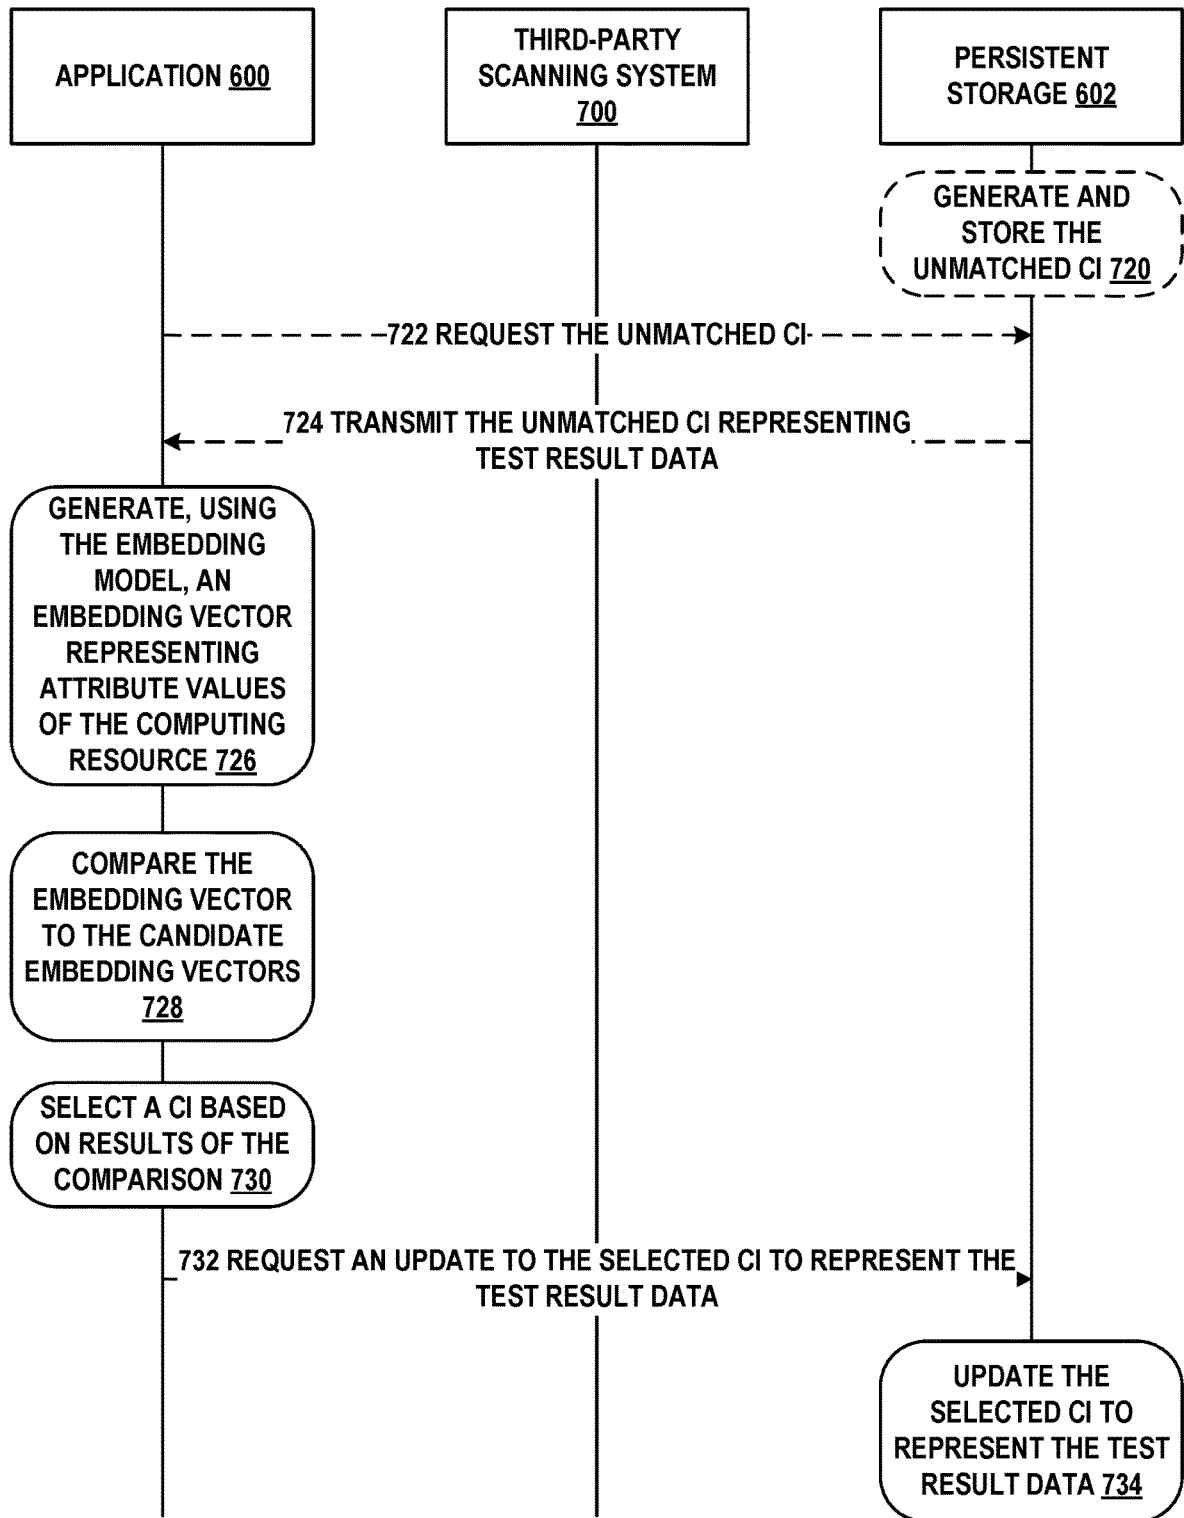 APPLICATION 600
THIRD-PARTY
SCANNING SYSTEM
700
PERSISTENT
STORAGE 602
GENERATE AND
STORE THE
UNMATCHED CI 720
722 REQUEST THE UNMATCHED CI
724 TRANSMIT THE UNMATCHED CI REPRESENTING
TEST RESULT DATA
GENERATE, USING
THE EMBEDDING
MODEL, AN
EMBEDDING VECTOR
REPRESENTING
ATTRIBUTE VALUES
OF THE COMPUTING
RESOURCE 726
COMPARE THE
EMBEDDING VECTOR
TO THE CANDIDATE
EMBEDDING VECTORS
728
SELECT A CI BASED
ON RESULTS OF THE
COMPARISON 730
732 REQUEST AN UPDATE TO THE SELECTED CI TO REPRESENT THE
TEST RESULT DATA
UPDATE THE
SELECTED CI TO
REPRESENT THE TEST
RESULT DATA 734